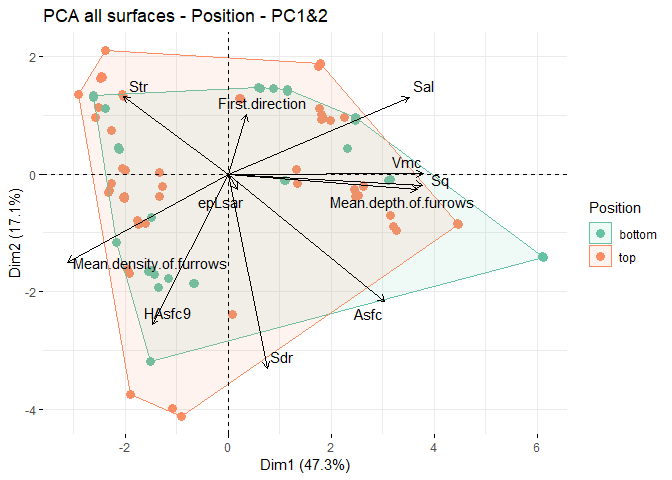 PCA all surfaces - Position - PC1&2
2
0
-2
-4
Dim2 (17.1%)
Str
Sal
First.direction
Vmc
Sq
epLsar
Mean.depth.of.furrows
Mean.density.of.furrows
HAsfc9
Asfc
Sdr
-2
0
2
4
6
Dim1 (47.3%)
Position
bottom
top